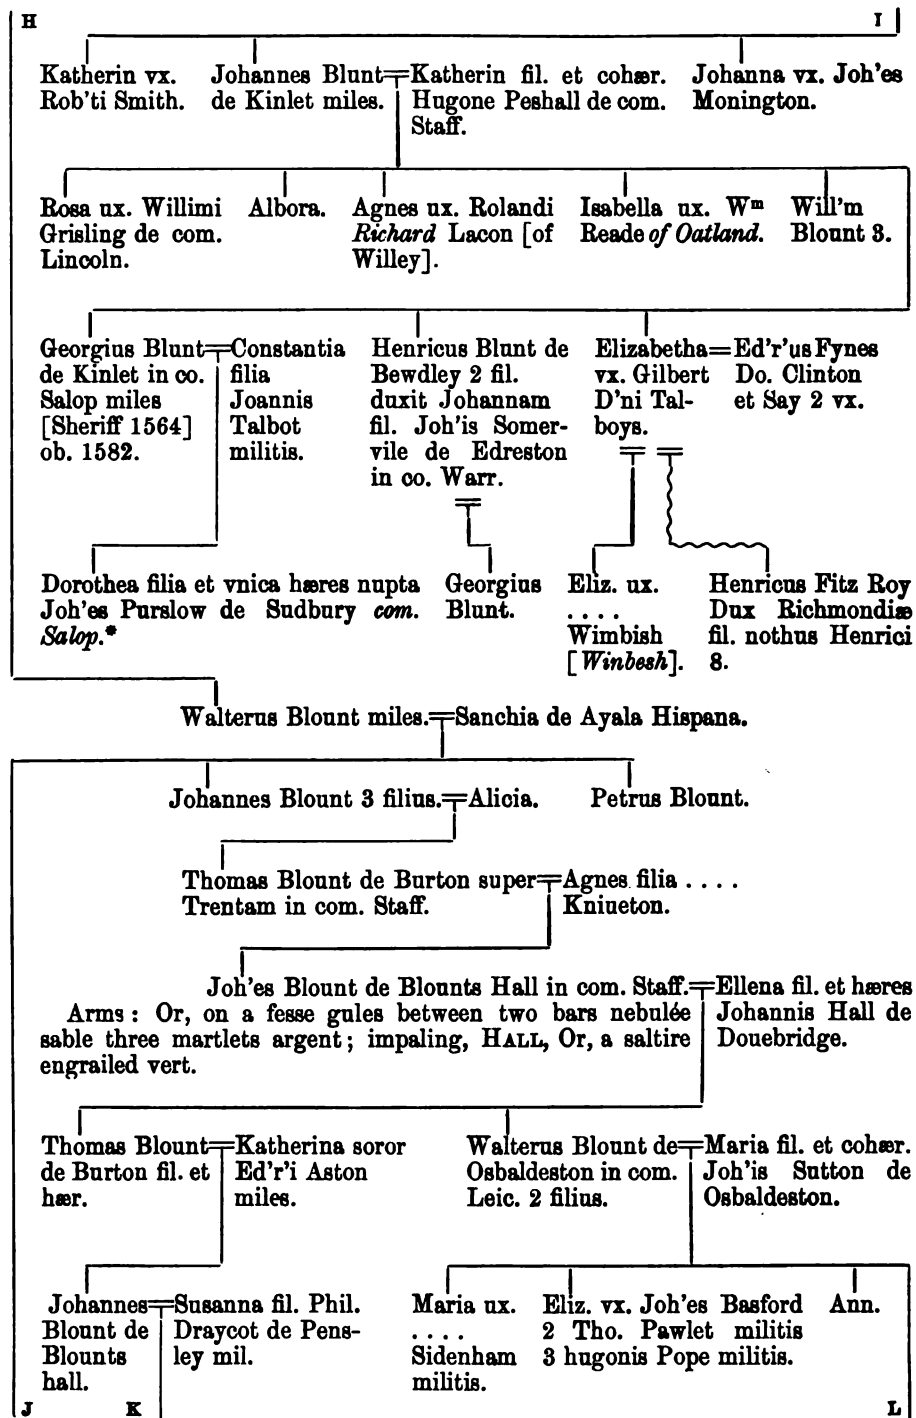 H
I
Katherin vx.
Rob'ti Smith.
Johannes Blunt
de Kinlet miles.
Katherin fil. et cohær.
Hugone Peshall de com.
Staff.
Johanna vx. Joh'es
Monington.
Rosa ux. Willimi
Grisling de com.
Lincoln.
Albora.
Agnes ux. Rolandi
Richard Lacon [of
Willey].
Isabella ux. Wᵐ
Reade of Oatland.
Will'm
Blount 3.
Georgius Blunt
de Kinlet in co.
Salop miles
[Sheriff 1564]
ob. 1582.
Constantia
filia
Joannis
Talbot
militis.
Henricus Blunt de
Bewdley 2 fil.
duxit Johannam
fil. Joh'is Somer-
vile de Edreston
in co. Warr.
Elizabetha
vx. Gilbert
D'ni Tal-
boys.
Ed'r'us Fynes
Do. Clinton
et Say 2 vx.
Dorothea filia et vnica hæres nupta
Joh'es Purslow de Sudbury com.
Salop.*
Georgius
Blunt.
Eliz. ux.
....
Wimbish
[Winbesh].
Henricus Fitz Roy
Dux Richmondiæ
fil. nothus Henrici
8.
Walterus Blount miles.
Sanchia de Ayala Hispana.
Johannes Blount 3 filius.
Alicia.
Petrus Blount.
Thomas Blount de Burton super
Trentam in com. Staff.
Agnes filia ....
Kniueton.
Joh'es Blount de Blounts Hall in com. Staff.
Arms: Or, on a fesse gules between two bars nebulée
sable three martlets argent; impaling, HALL, Or, a saltire
engrailed vert.
Ellena fil. et hæres
Johannis Hall de
Douebridge.
Thomas Blount
de Burton fil. et
hær.
Katherina soror
Ed'r'i Aston
miles.
Walterus Blount de
Osbaldeston in com.
Leic. 2 filius.
Maria fil. et cohær.
Joh'is Sutton de
Osbaldeston.
Johannes
Blount de
Blounts
hall.
Susanna fil. Phil.
Draycot de Pens-
ley mil.
Maria ux.
....
Sidenham
militis.
Eliz. vx. Joh'es Basford
2 Tho. Pawlet militis
3 hugonis Pope militis.
Ann.
J
K
L